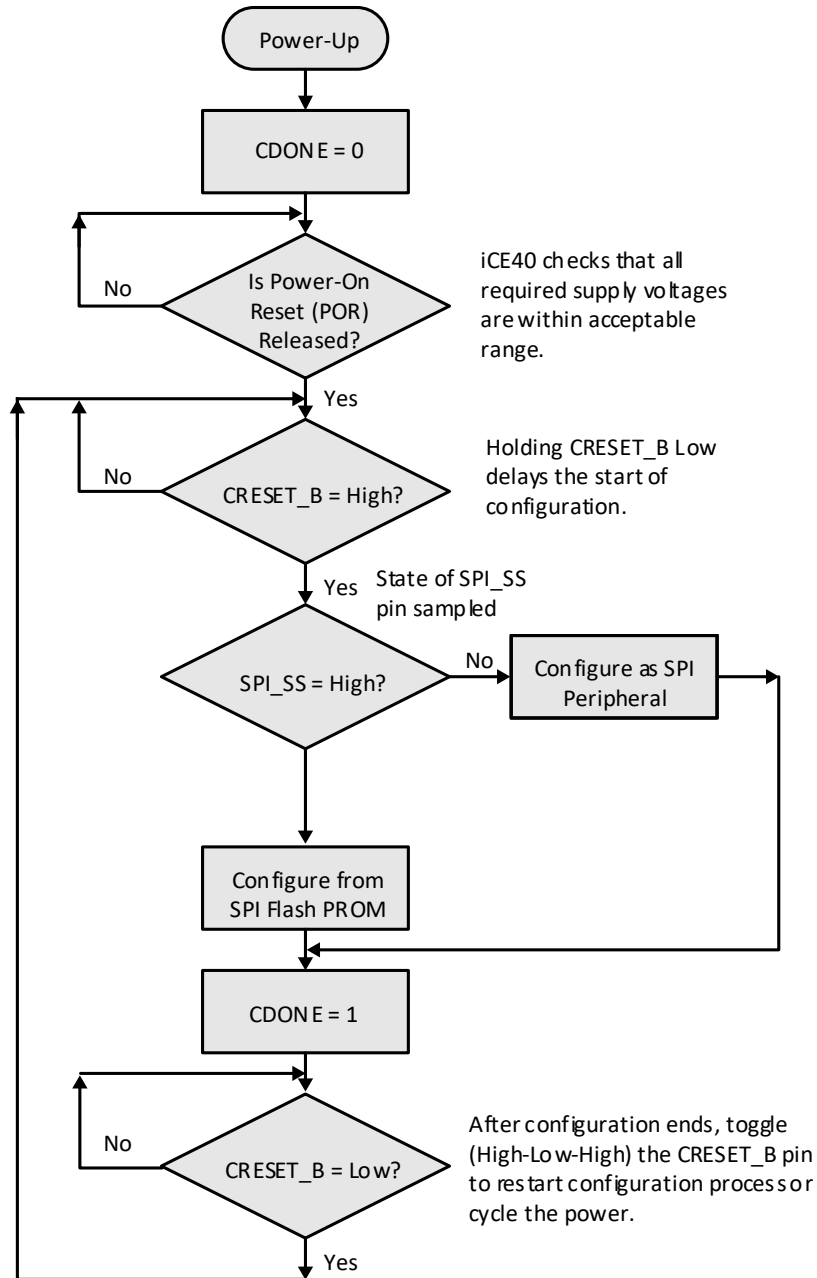 Power-Up
CDONE = 0
Is Power-On
Reset (POR)
Released?
No
iCE40 checks that all
required supply voltages
are within acceptable
range.
Yes
No
CRESET_B = High?
Holding CRESET_B Low
delays the start of
configuration.
Yes
State of SPI_SS
pin sampled
SPI_SS = High?
No
Configure as SPI
Peripheral
Configure from
SPI Flash PROM
CDONE = 1
No
CRESET_B = Low?
After configuration ends, toggle
(High-Low-High) the CRESET_B pin
to restart configuration process or
cycle the power.
Yes